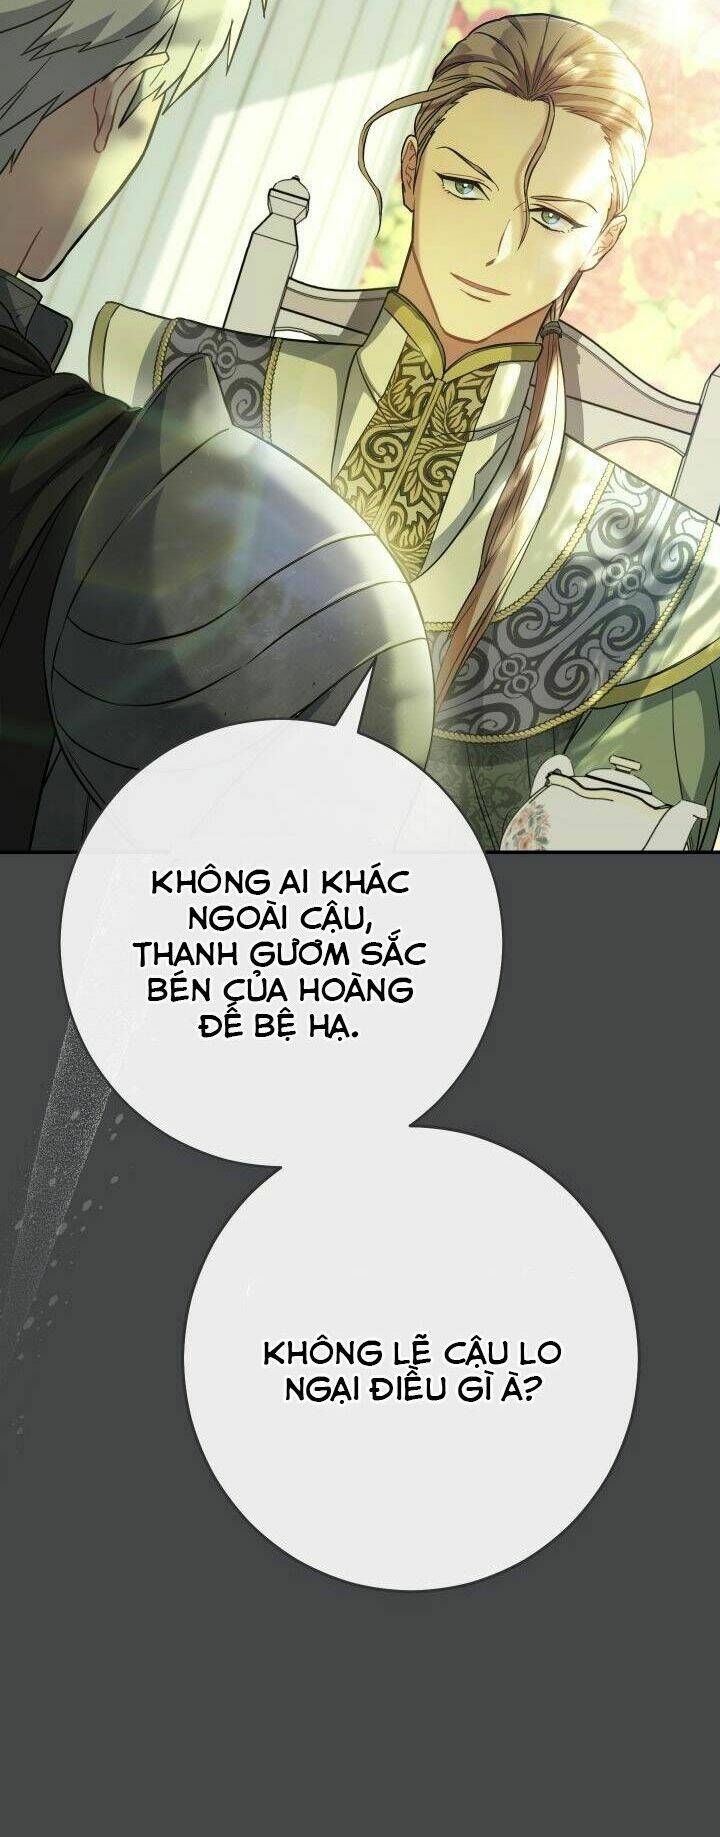 KHÔNG AI KHÁC
NGOÀI CẬU,
THANH GƯƠM SẮC
BÉN CỦA HOÀNG
ĐẾ BỆ HẠ.
KHÔNG LẼ CẬU LO
NGẠI ĐIỀU GÌ À?